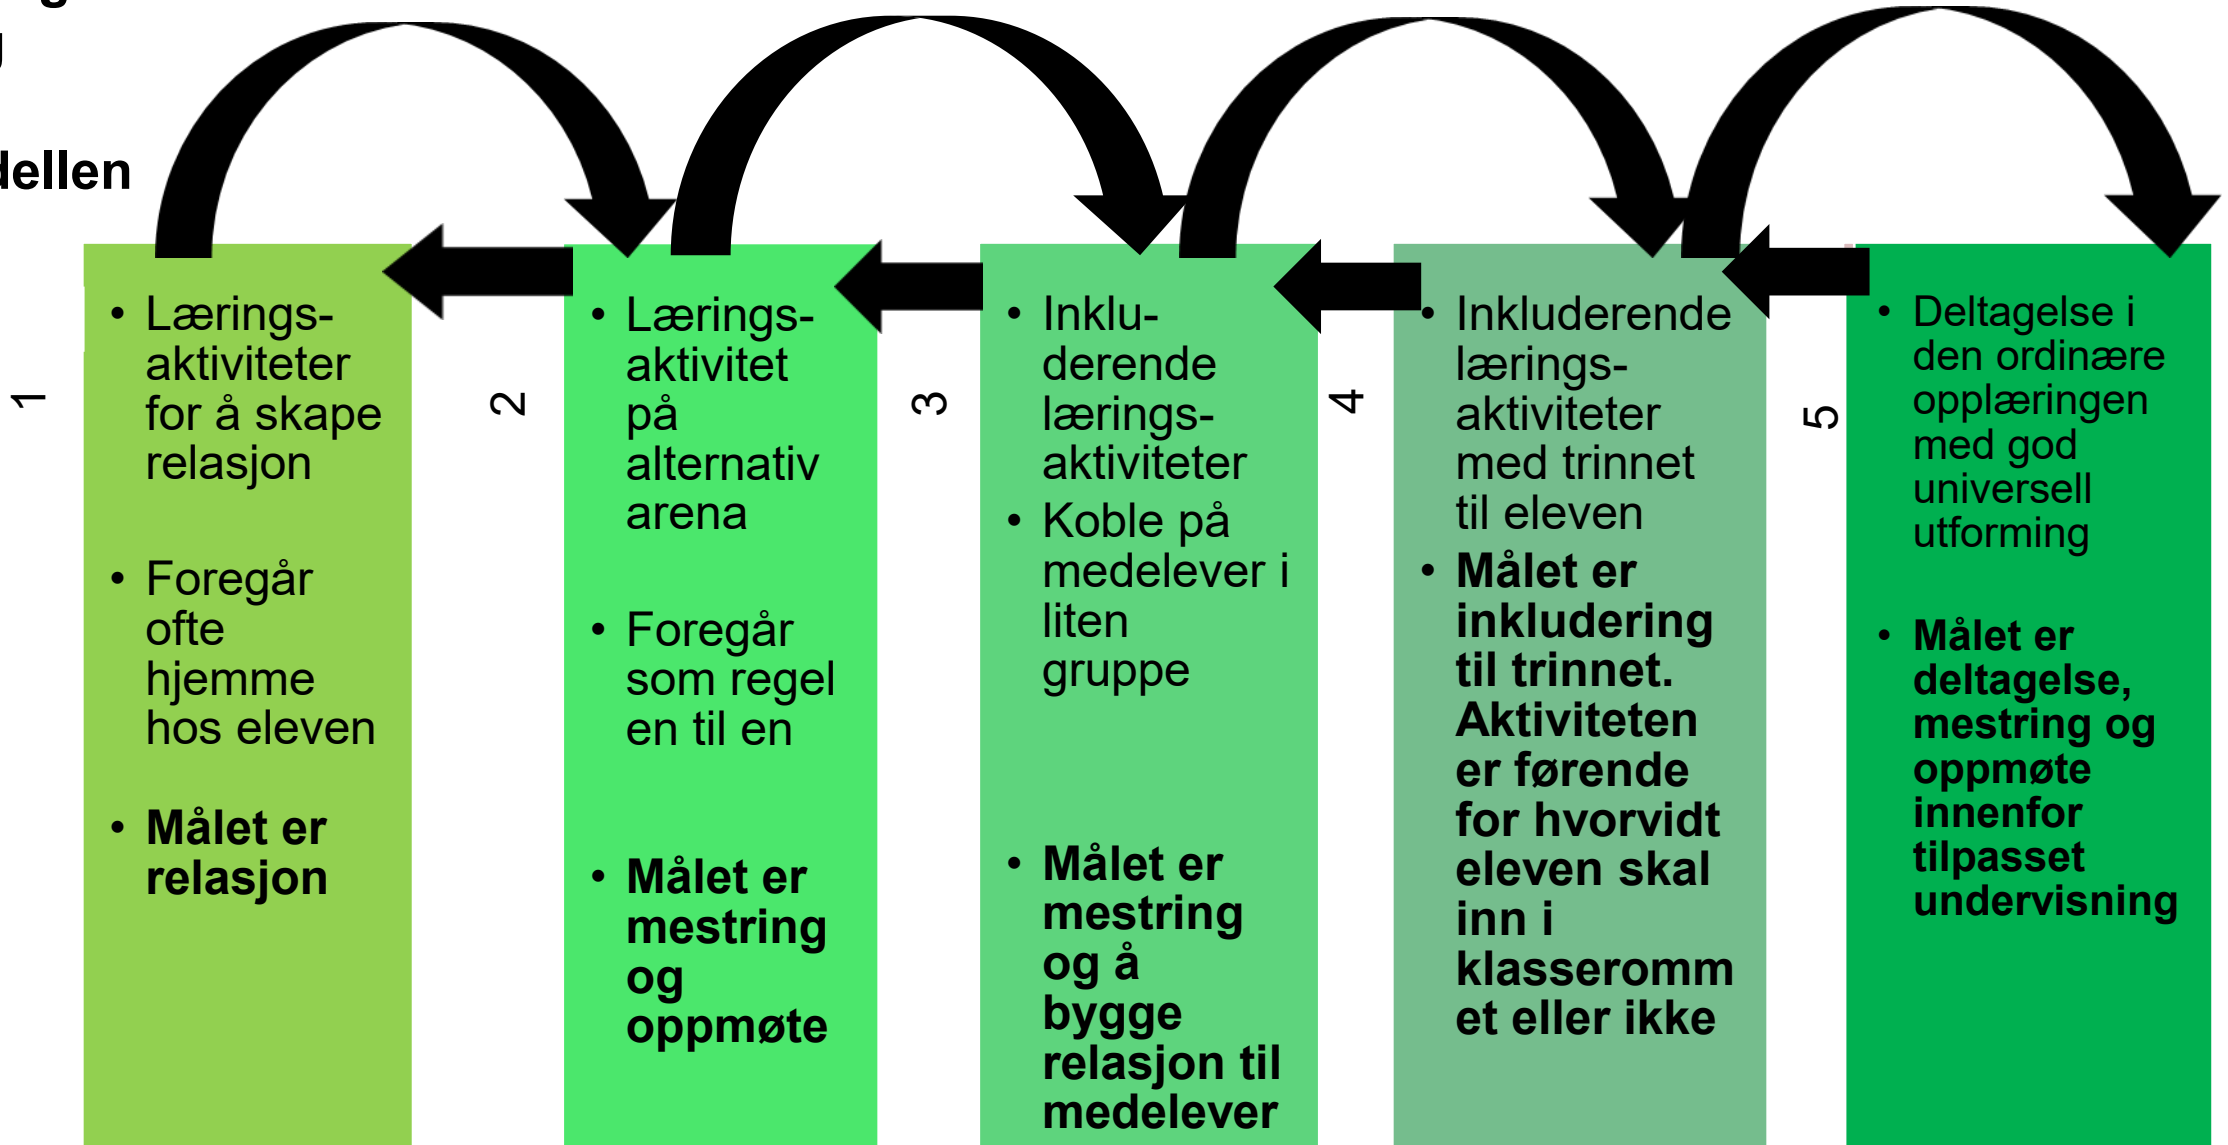 dellen
1
• Lærings-
aktiviteter
for å skape
relasjon
• Foregår
ofte
hjemme
hos eleven
• Målet er
relasjon
2
• Lærings-
aktivitet
på
alternativ
arena
• Foregår
som regel
en til en
• Målet er
mestring
og
oppmøte
3
• Inklu-
derende
lærings-
aktiviteter
• Koble på
medelever i
liten
gruppe
• Målet er
mestring
og å
bygge
relasjon til
medelever
4
• Inkluderende
lærings-
aktiviteter
med trinnet
til eleven
• Målet er
inkludering
til trinnet.
Aktiviteten
er førende
for hvorvidt
eleven skal
inn i
klasseromm
et eller ikke
5
• Deltagelse i
den ordinære
opplæringen
med god
universell
utforming
• Målet er
deltagelse,
mestring og
oppmøte
innenfor
tilpasset
undervisning